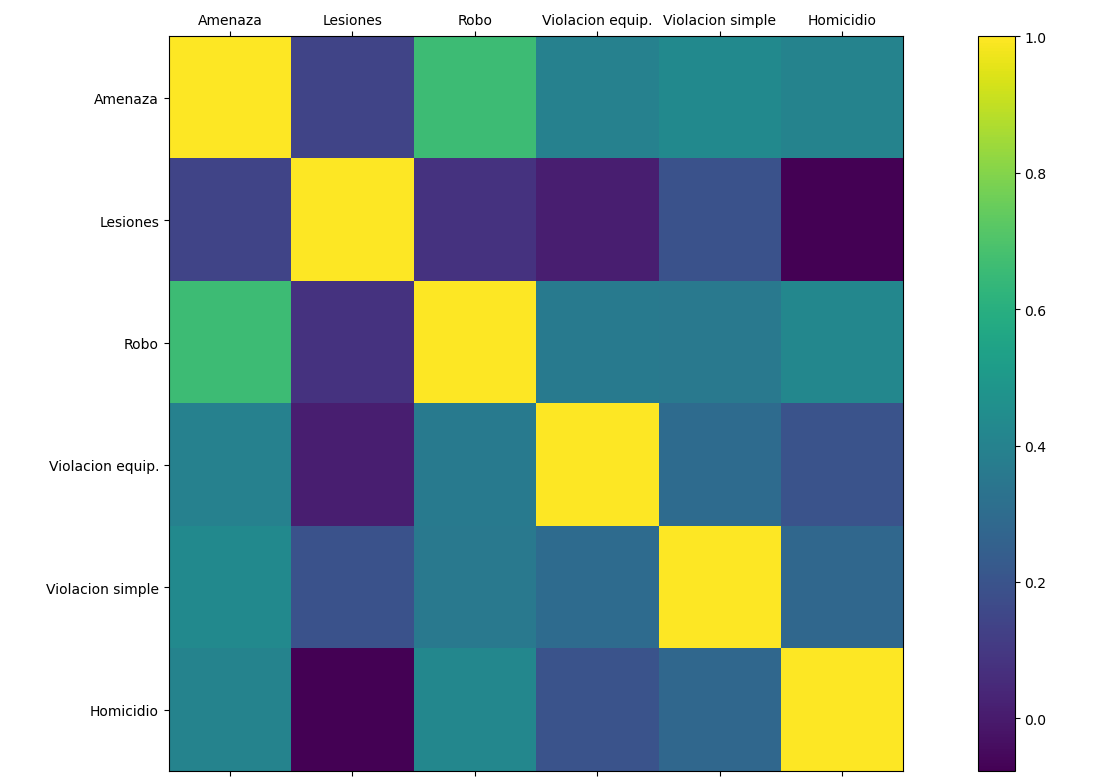 Amenaza Lesiones Robo Violacion equip. Violacion simple Homicidio
Amenaza
Lesiones
Robo
Violacion equip.
Violacion simple
Homicidio
1.0
0.8
0.6
0.4
0.2
0.0